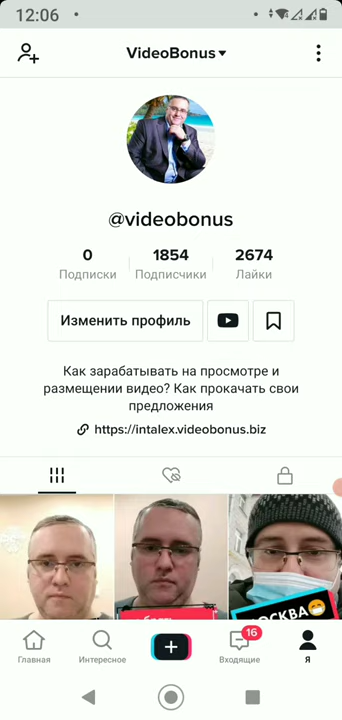 12:06
VideoBonus
@videobonus
0
1854
2674
Подписки
Подписчики
Лайки
Изменить профиль
Как зарабатывать на просмотре и
размещении видео? Как прокачать свои
предложения
https://intalex.videobonus.biz
МОСКВА
16
Главная
Интересное
Входящие
Я